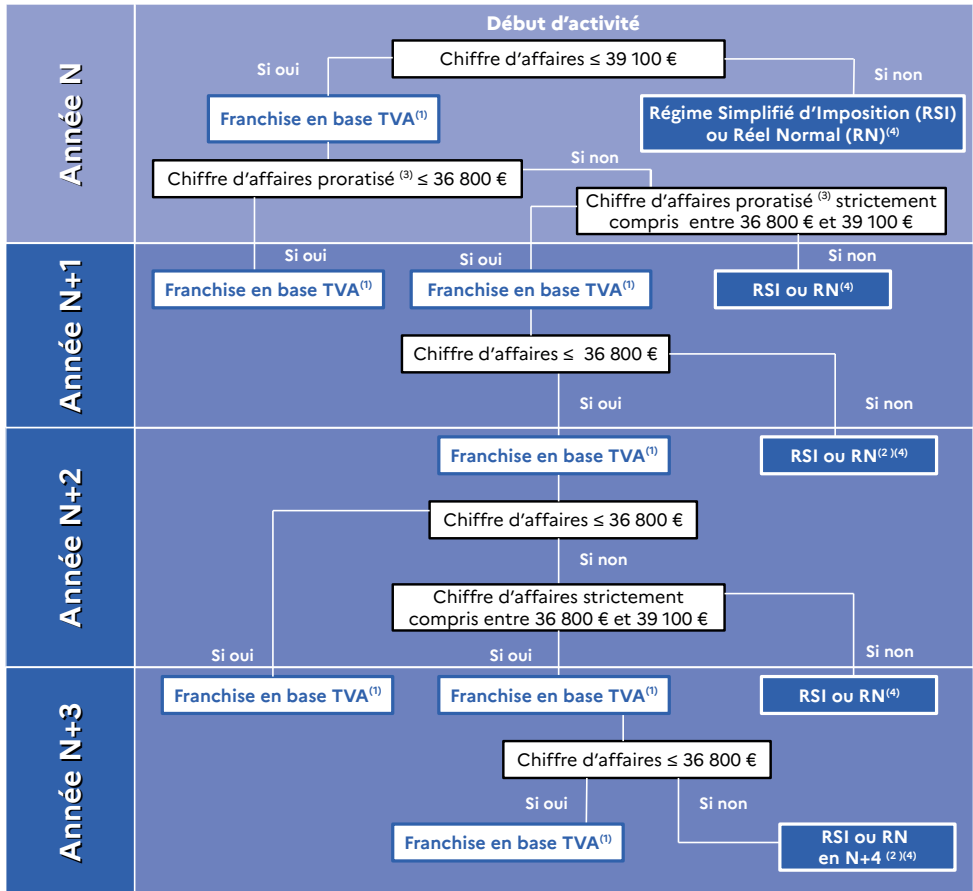 Année N
Début d’activité
Chiffre d’affaires ≤ 39 100 €
Si oui
Si non
Franchise en base TVA(1)
Régime Simplifié d’Imposition (RSI)
ou Réel Normal (RN)(4)
Si non
Chiffre d’affaires proratisé (3) ≤ 36 800 €
Chiffre d’affaires proratisé (3) strictement
compris entre 36 800 € et 39 100 €
Année N+1
Si oui
Si oui
Si non
Franchise en base TVA(1)
Franchise en base TVA(1)
RSI ou RN(4)
Chiffre d’affaires ≤ 36 800 €
Si oui
Si non
Année N+2
Franchise en base TVA(1)
RSI ou RN(2)(4)
Chiffre d’affaires ≤ 36 800 €
Si non
Chiffre d’affaires strictement
compris entre 36 800 € et 39 100 €
Si oui
Si oui
Si non
Année N+3
Franchise en base TVA(1)
Franchise en base TVA(1)
RSI ou RN(4)
Chiffre d’affaires ≤ 36 800 €
Si oui
Si non
Franchise en base TVA(1)
RSI ou RN
en N+4 (2)(4)